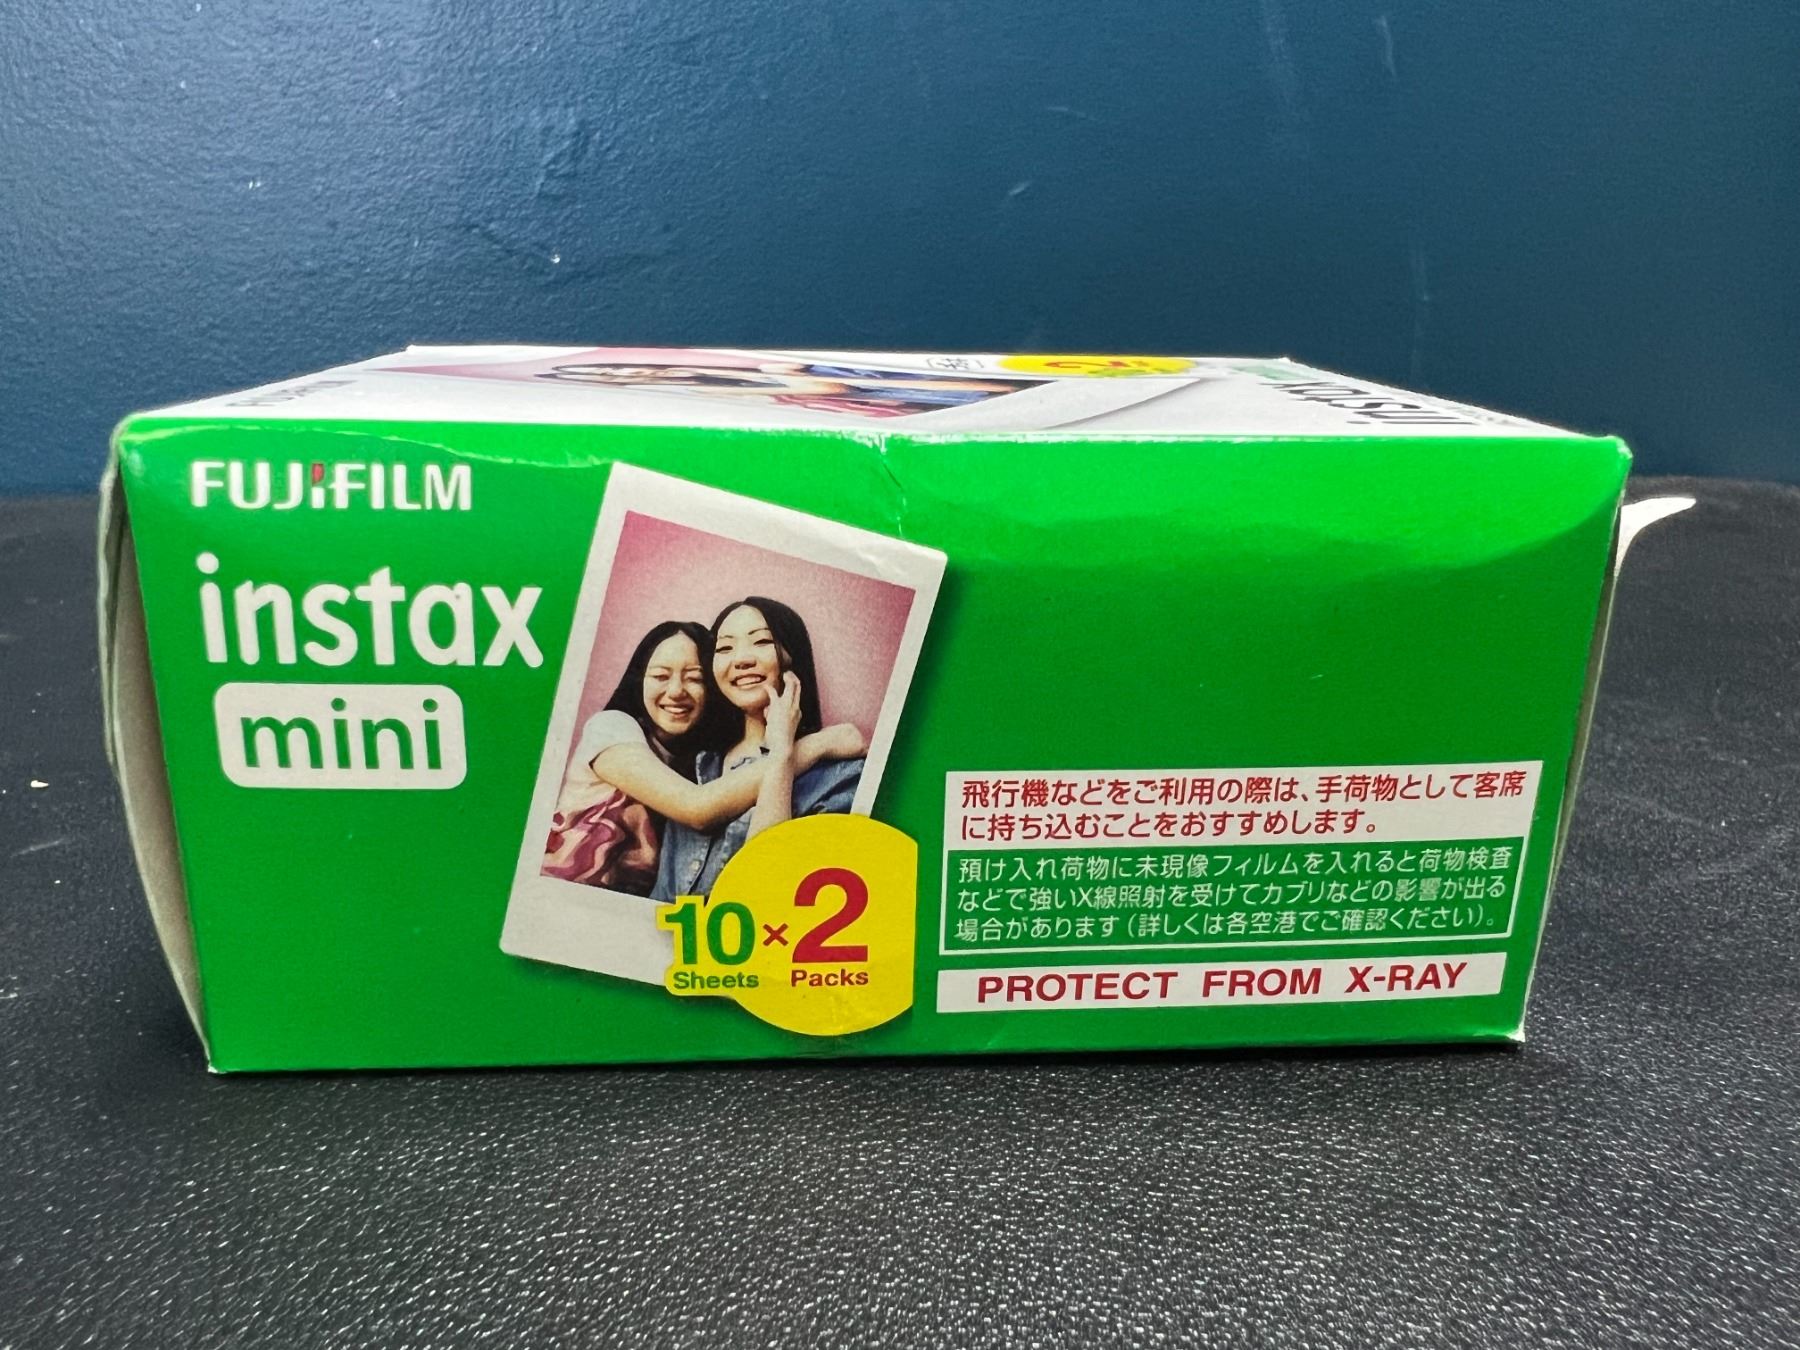 instax
FUJIFILM
instax
mini
10×2
Sheets Packs
飛行機などをご利用の際は、手荷物として客席
に持ち込むことをおすすめします。
預け入れ荷物に未現像フィルムを入れると荷物検査
などで強いX線照射を受けてカブリなどの影響が出る
場合があります（詳しくは各空港でご確認ください）。
PROTECT FROM X-RAY